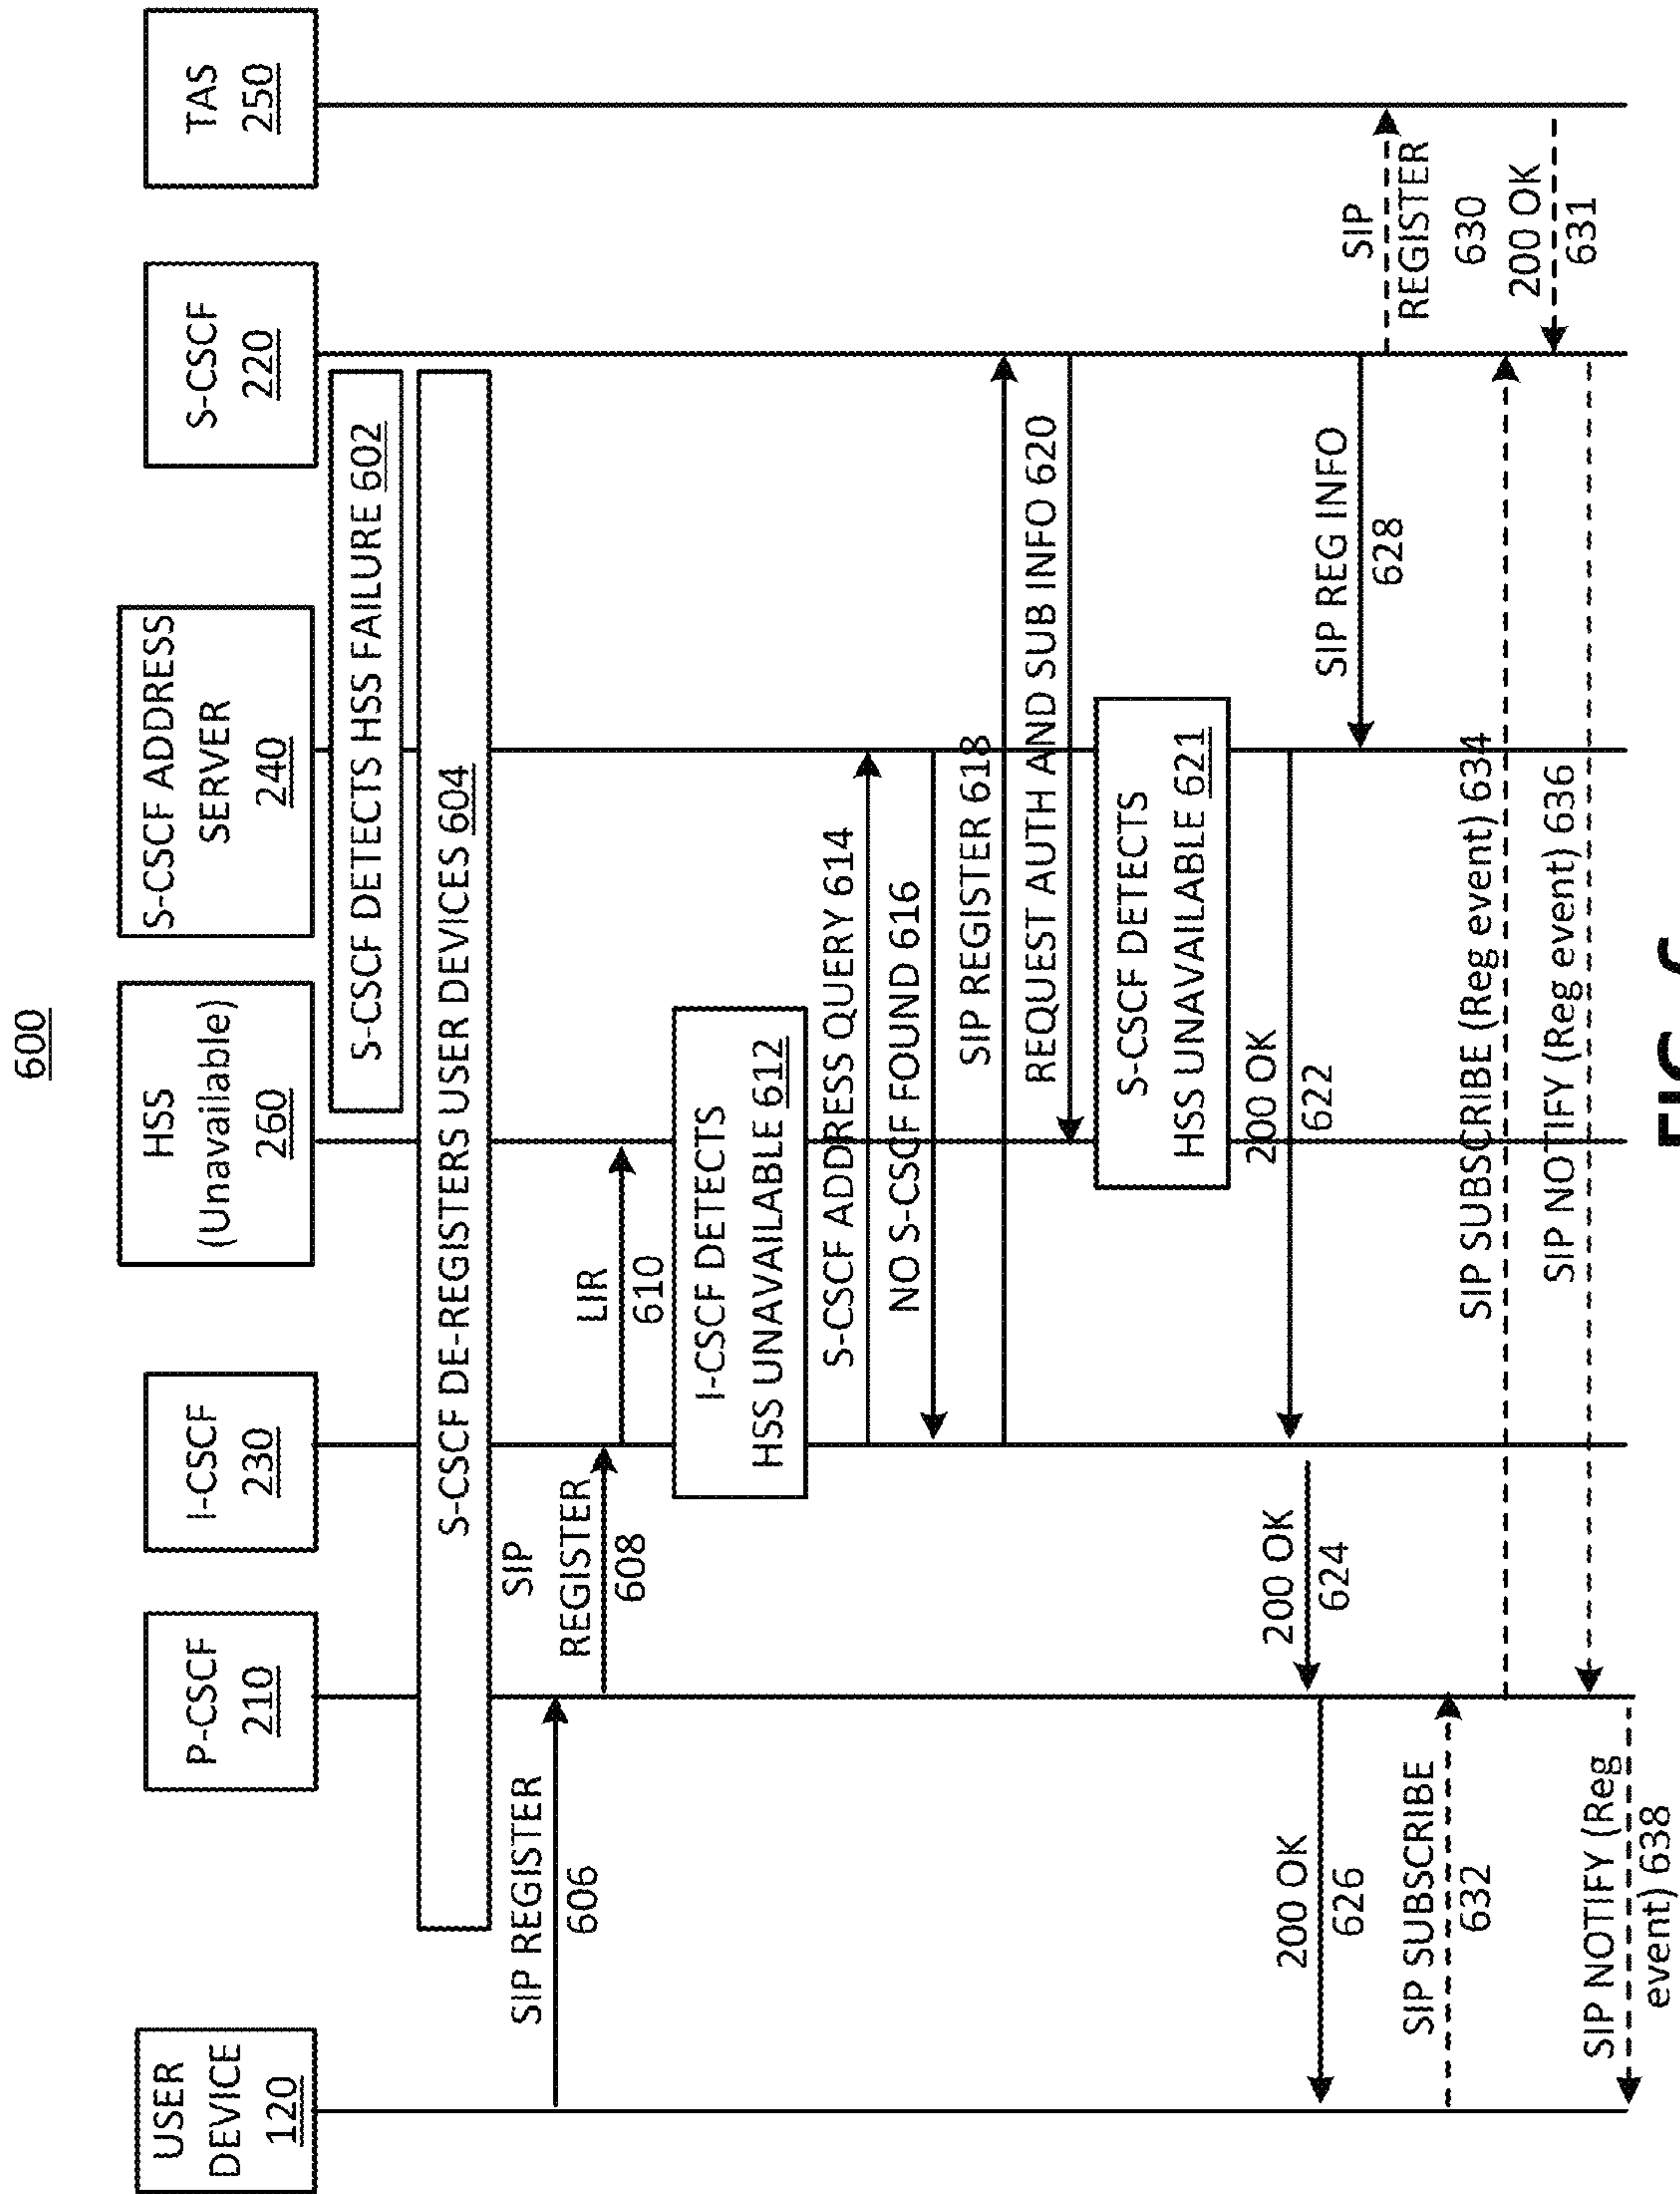 600
USER
DEVICE
120
P-CSCF
210
I-CSCF
230
HSS
(Unavailable)
260
S-CSCF ADDRESS
SERVER
240
S-CSCF
220
TAS
250
S-CSCF DETECTS HSS FAILURE 602
S-CSCF DE-REGISTERS USER DEVICES 604
SIP REGISTER
606
SIP
REGISTER
608
LIR
610
I-CSCF DETECTS
HSS UNAVAILABLE 612
S-CSCF ADDRESS QUERY 614
NO S-CSCF FOUND 616
SIP REGISTER 618
REQUEST AUTH AND SUB INFO 620
S-CSCF DETECTS
HSS UNAVAILABLE 621
200 OK
622
200 OK
624
200 OK
626
SIP REG INFO
628
SIP
REGISTER
630
200 OK
631
SIP SUBSCRIBE
632
SIP SUBSCRIBE (Reg event) 634
SIP NOTIFY (Reg event) 636
SIP NOTIFY (Reg
event) 638